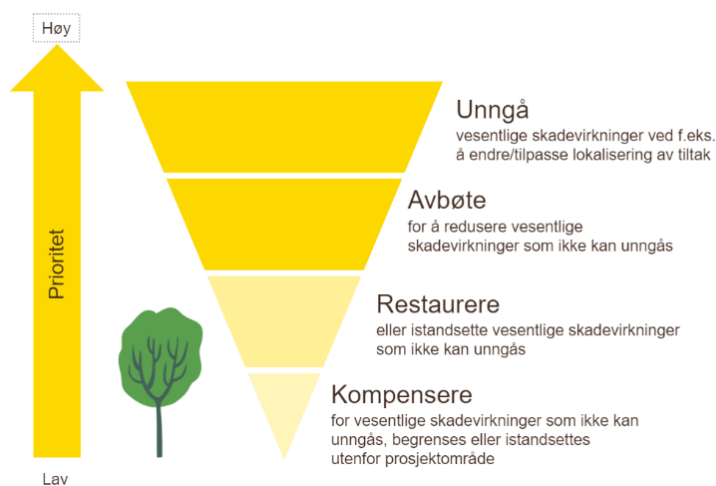 Høy
Unngå
vesentlige skadevirkninger ved f.eks.
å endre/tilpasse lokalisering av tiltak
Avbøte
for å redusere vesentlige
skadevirkninger som ikke kan unngås
Prioritet
Restaurere
eller istandsette vesentlige skadevirkninger
som ikke kan unngås
Kompensere
for vesentlige skadevirkninger som ikke kan
unngås, begrenses eller istandsettes
utenfor prosjektområde
Lav